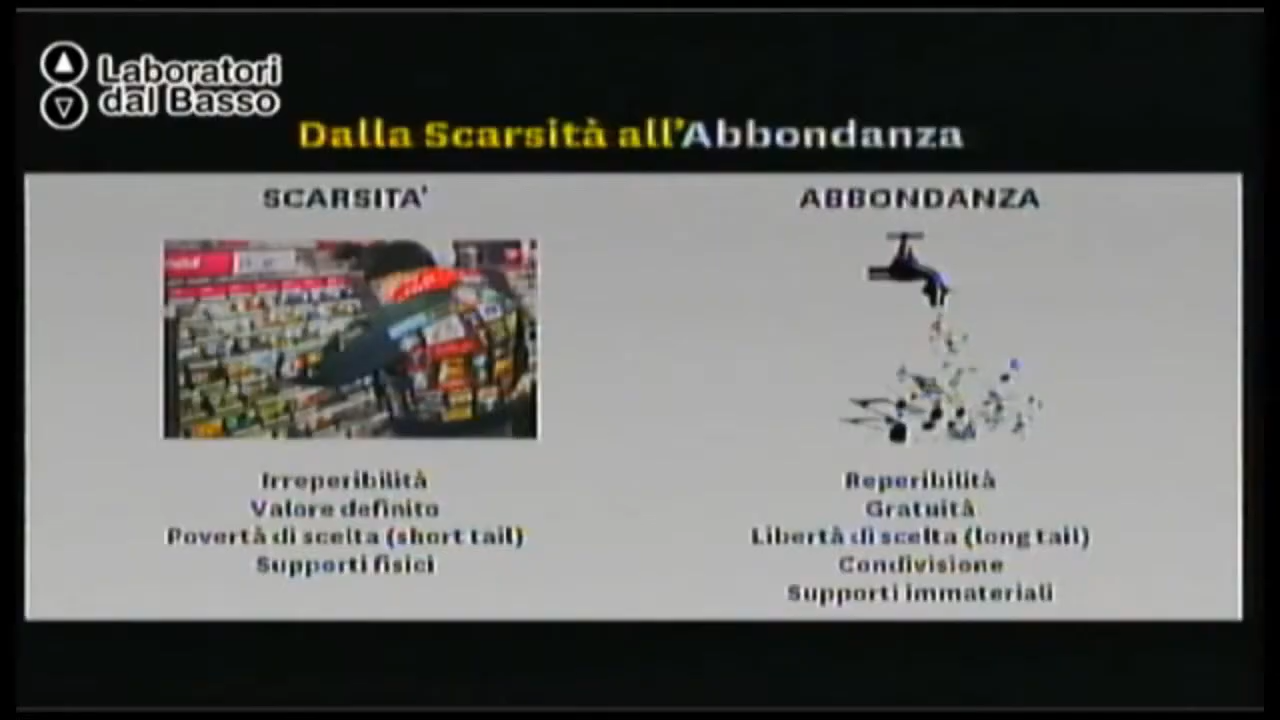 Laboratori
dal Basso
Dalla Scarsità all'Abbondanza
SCARSITA'
ABBONDANZA
Irreperibilità
Valore definito
Povertà di scelta (short tail)
Supporti fisici
Reperibilità
Gratuità
Libertà di scelta (long tail)
Condivisione
Supporti immateriali